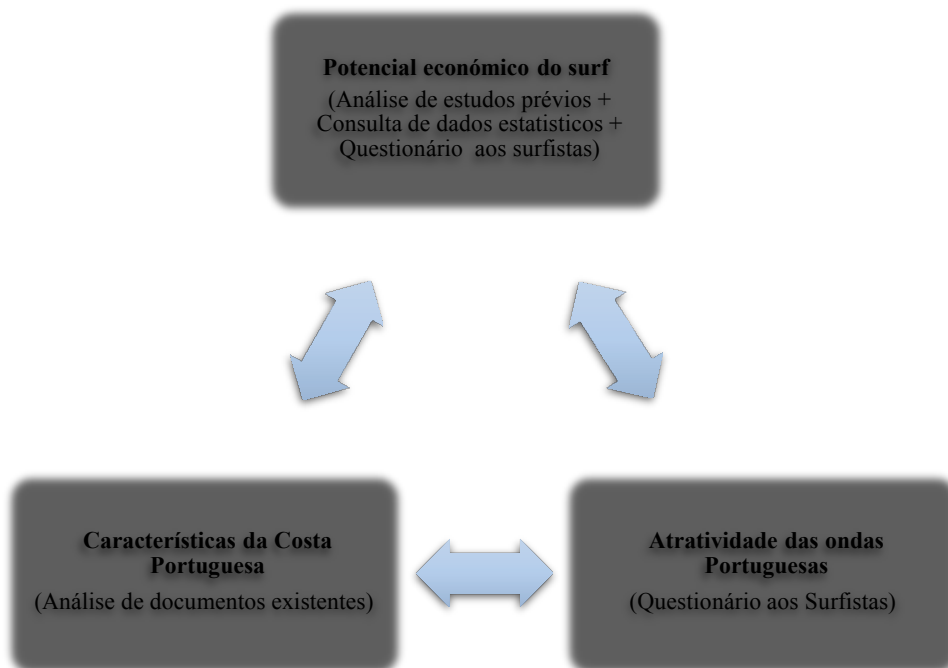 Potencial económico do surf
(Análise de estudos prévios +
Consulta de dados estatisticos +
Questionário aos surfistas)
Característícas da Costa
Portuguesa
(Análise de documentos existentes)
Atratividade das ondas
Portuguesas
(Questionário aos Surfistas)